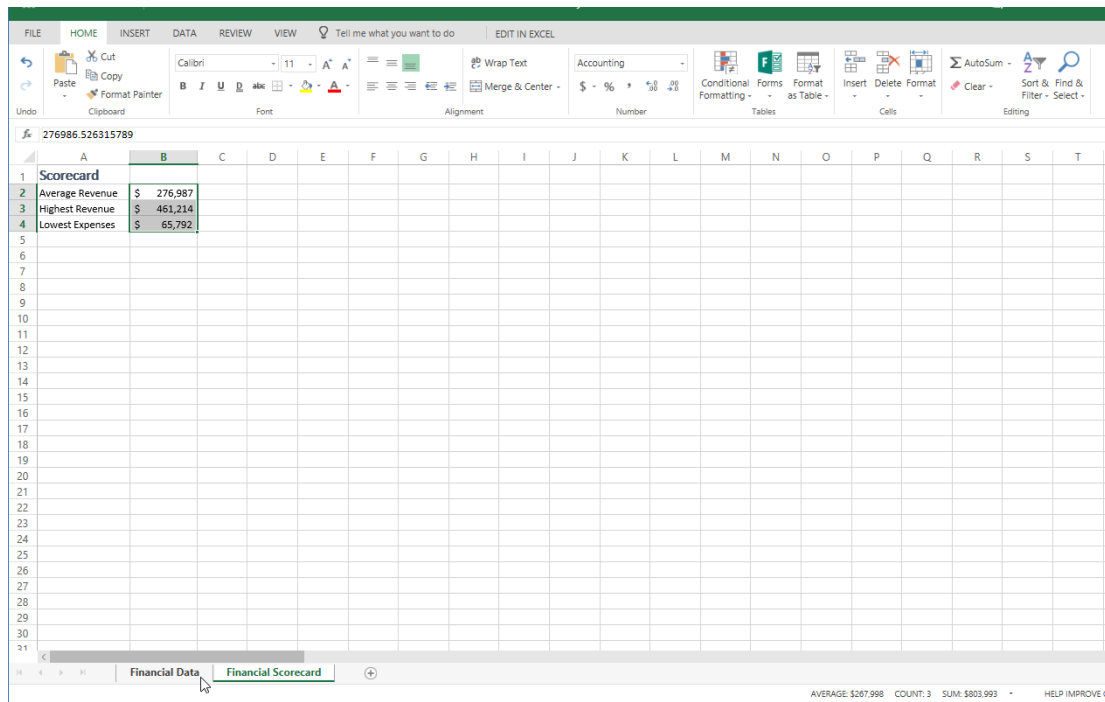 FILE HOME INSERT DATA REVIEW VIEW Tell me what you want to do EDIT IN EXCEL
Cut
Copy
Format Painter
Paste
Calibri 11 A A
B I U D abc A
Wrap Text
Merge & Center
Accounting
$ % , .00 .0
Conditional Formatting Forms Format as Table
Insert Delete Format
AutoSum
Clear
Sort & Filter Find & Select
Undo Clipboard Font Alignment Number Tables Cells Editing
fx 276986.526315789
A B C D E F G H I J K L M N O P Q R S T
1 Scorecard
2 Average Revenue $ 276,987
3 Highest Revenue $ 461,214
4 Lowest Expenses $ 65,792
5
6
7
8
9
10
11
12
13
14
15
16
17
18
19
20
21
22
23
24
25
26
27
28
29
30
31
Financial Data Financial Scorecard
AVERAGE: $267,998 COUNT: 3 SUM: $803,993 HELP IMPROVE